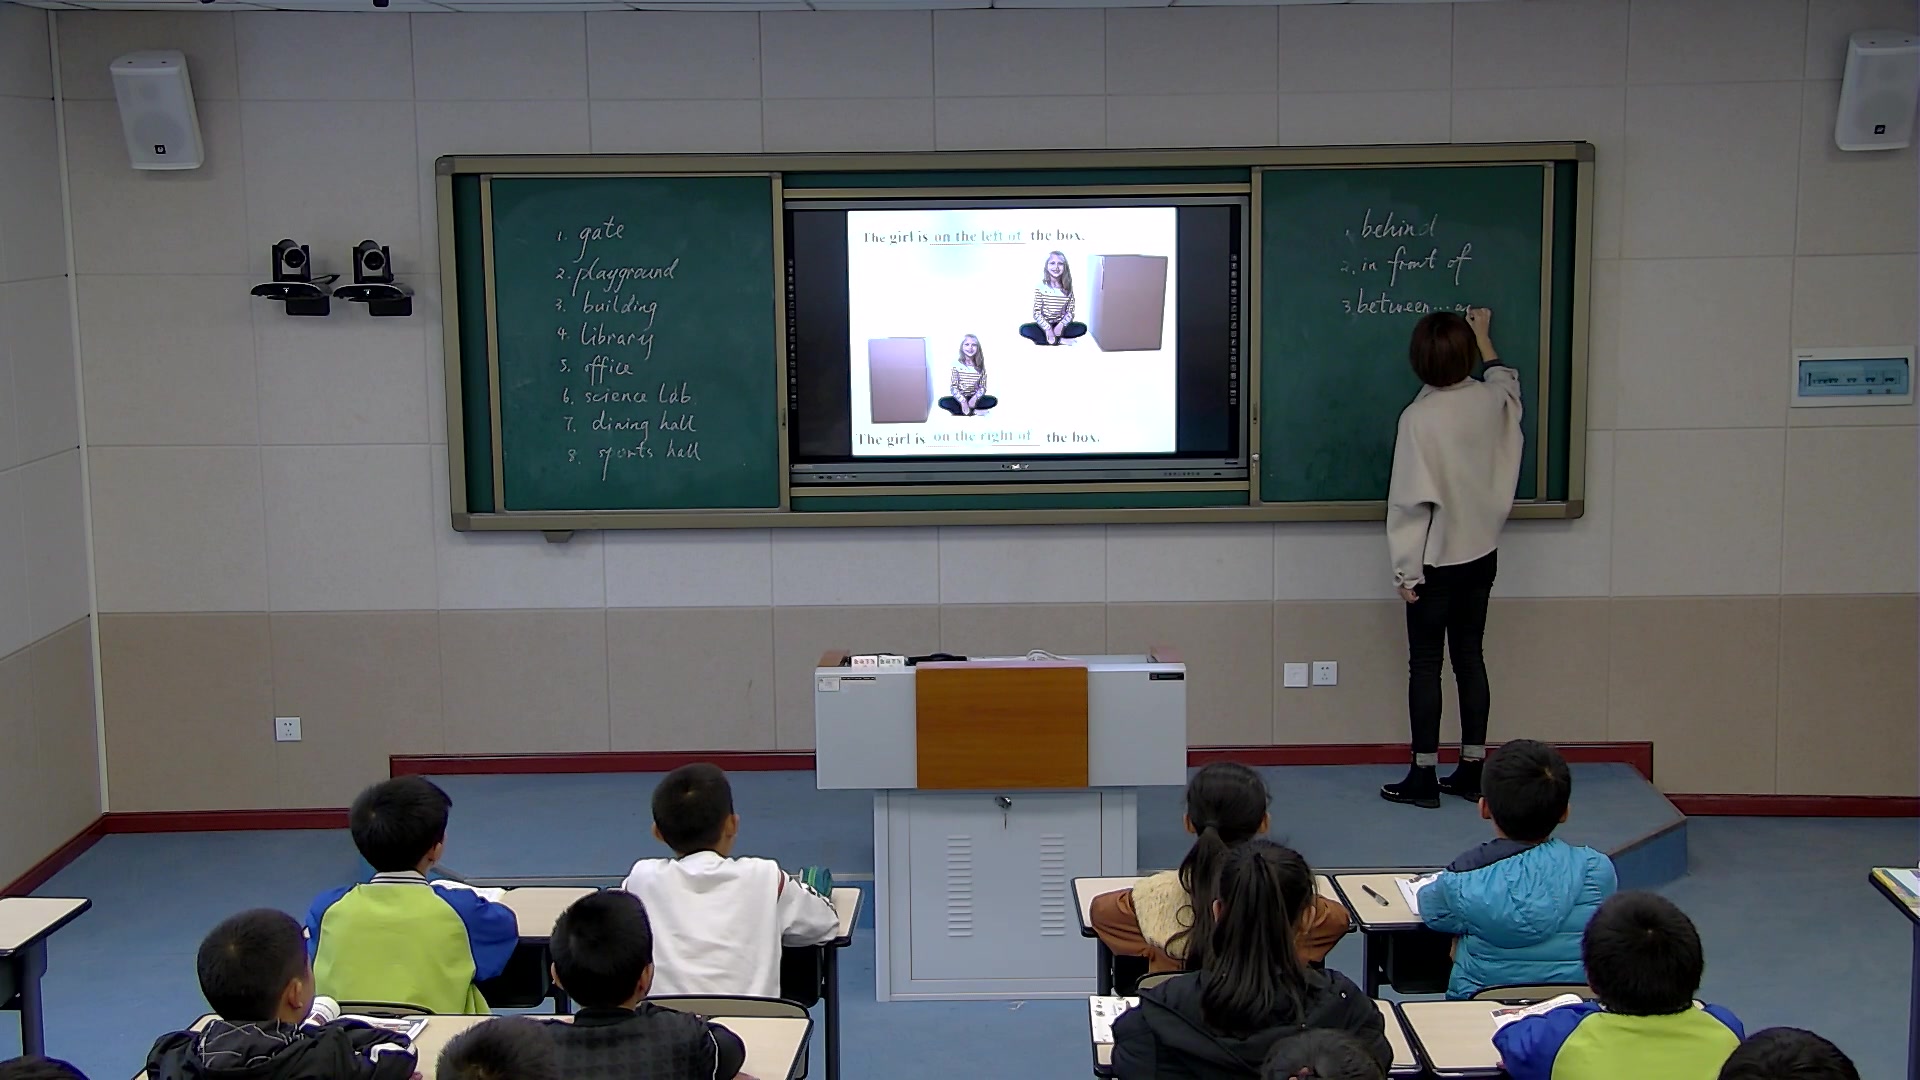 1. gate
2. playground
3. building
4. library
5. office
6. science lab
7. dining hall
8. sports hall
The girl is on the left of the box.
The girl is on the right of the box.
1. behind
2. in front of
3 between...a